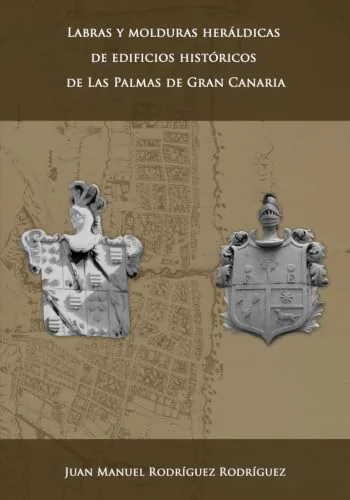 Labras y molduras heráldicas
de edificios históricos
de Las Palmas de Gran Canaria
Juan Manuel Rodríguez Rodríguez